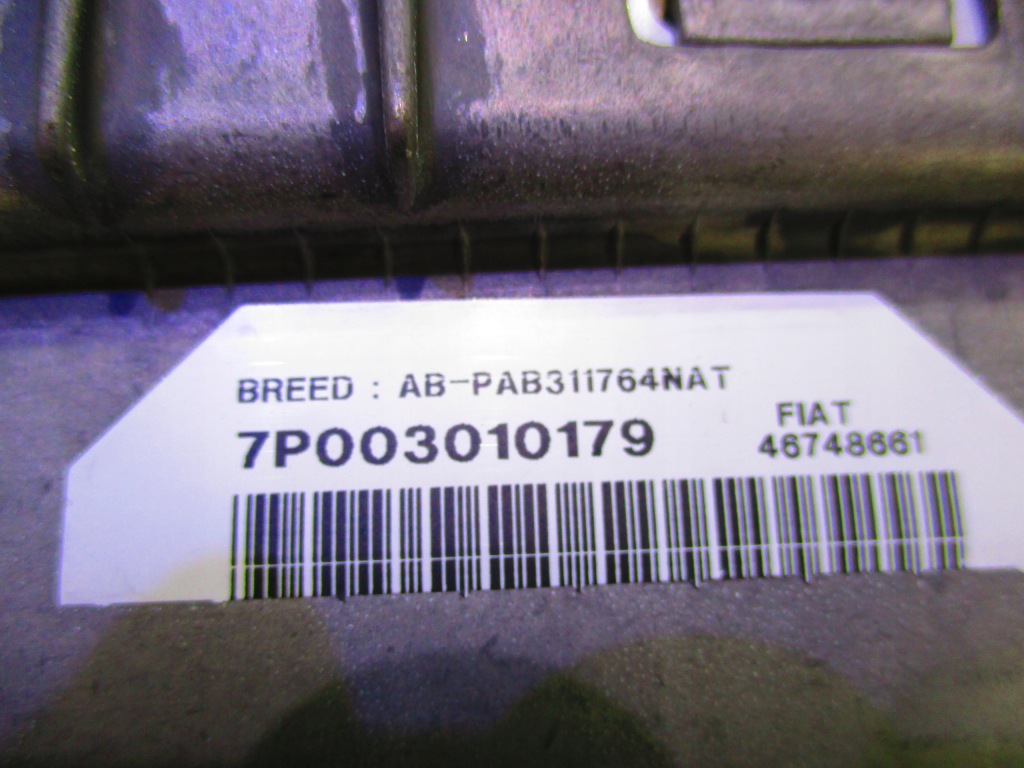 BREED : AB-PAB311764NAT
7P003010179
FIAT
46748661